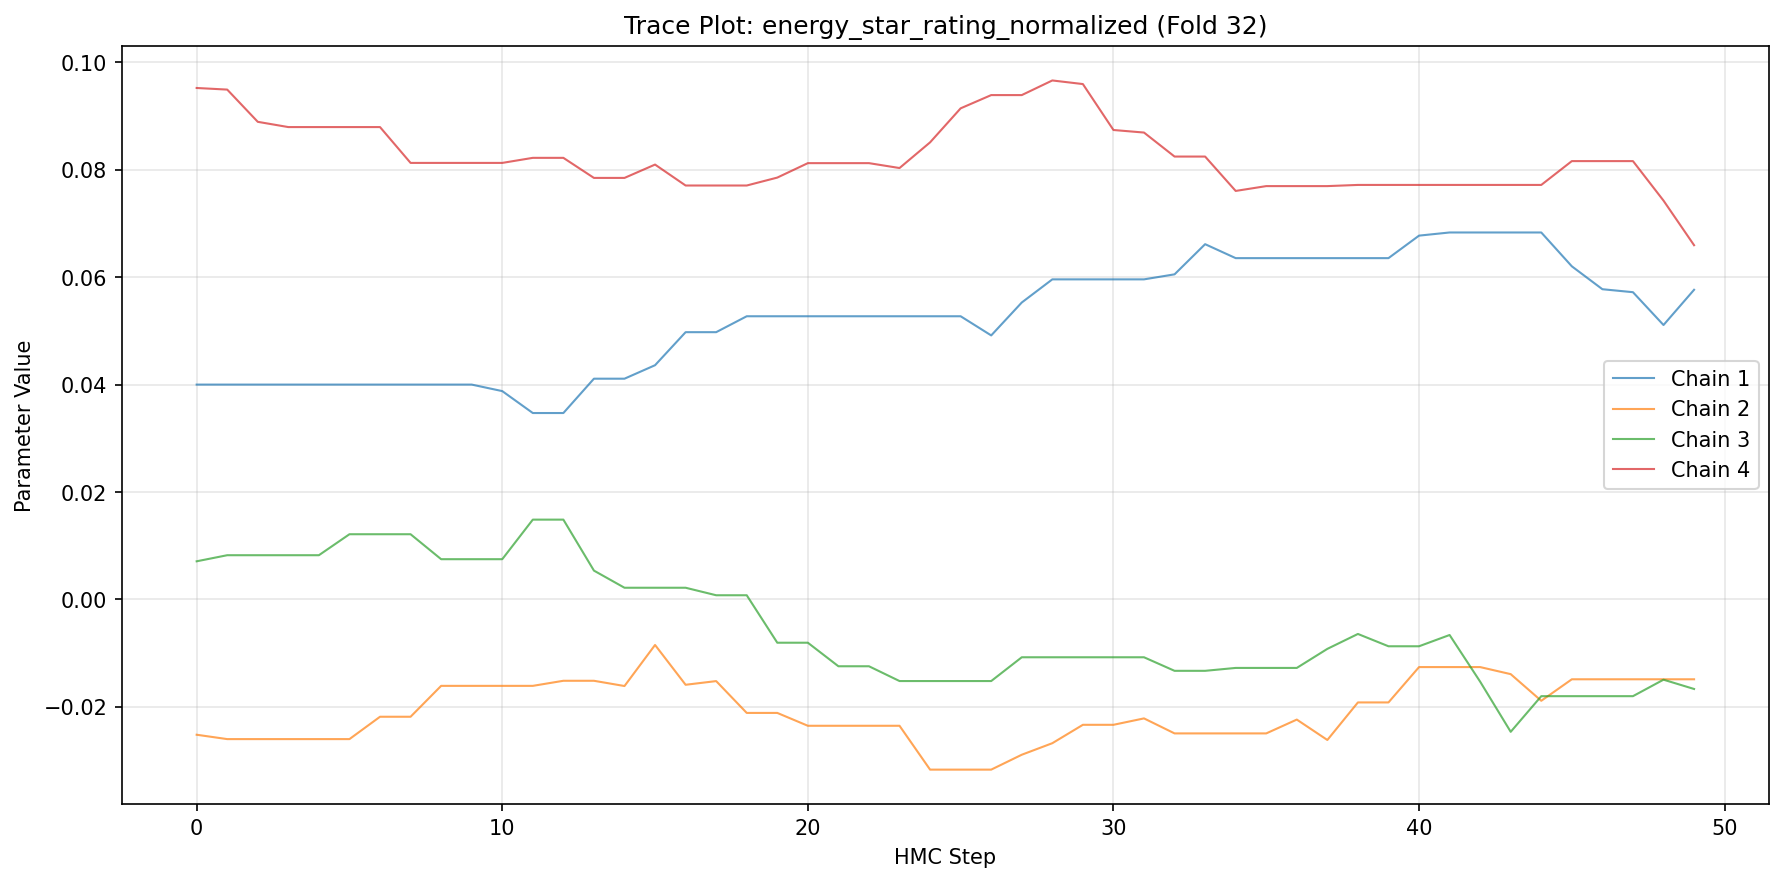 Trace Plot: energy_star_rating_normalized (Fold 32)
Parameter Value
0.10
0.08
0.06
0.04
0.02
0.00
−0.02
Chain 1
Chain 2
Chain 3
Chain 4
0
10
20
30
40
50
HMC Step